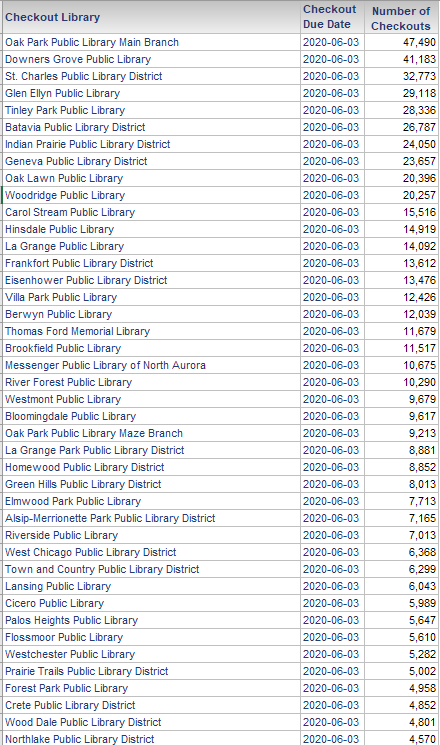 Checkout Library Checkout Due Date Number of Checkouts
Oak Park Public Library Main Branch 2020-06-03 47,490
Downers Grove Public Library 2020-06-03 41,183
St. Charles Public Library District 2020-06-03 32,773
Glen Ellyn Public Library 2020-06-03 29,118
Tinley Park Public Library 2020-06-03 28,336
Batavia Public Library District 2020-06-03 26,787
Indian Prairie Public Library District 2020-06-03 24,050
Geneva Public Library District 2020-06-03 23,657
Oak Lawn Public Library 2020-06-03 20,396
Woodridge Public Library 2020-06-03 20,257
Carol Stream Public Library 2020-06-03 15,516
Hinsdale Public Library 2020-06-03 14,919
La Grange Public Library 2020-06-03 14,092
Frankfort Public Library District 2020-06-03 13,612
Eisenhower Public Library District 2020-06-03 13,476
Villa Park Public Library 2020-06-03 12,426
Berwyn Public Library 2020-06-03 12,039
Thomas Ford Memorial Library 2020-06-03 11,679
Brookfield Public Library 2020-06-03 11,517
Messenger Public Library of North Aurora 2020-06-03 10,675
River Forest Public Library 2020-06-03 10,290
Westmont Public Library 2020-06-03 9,679
Bloomingdale Public Library 2020-06-03 9,617
Oak Park Public Library Maze Branch 2020-06-03 9,213
La Grange Park Public Library District 2020-06-03 8,881
Homewood Public Library District 2020-06-03 8,852
Green Hills Public Library District 2020-06-03 8,013
Elmwood Park Public Library 2020-06-03 7,713
Alsip-Merrionette Park Public Library District 2020-06-03 7,165
Riverside Public Library 2020-06-03 7,013
West Chicago Public Library District 2020-06-03 6,368
Town and Country Public Library District 2020-06-03 6,299
Lansing Public Library 2020-06-03 6,043
Cicero Public Library 2020-06-03 5,989
Palos Heights Public Library 2020-06-03 5,647
Flossmoor Public Library 2020-06-03 5,610
Westchester Public Library 2020-06-03 5,282
Prairie Trails Public Library District 2020-06-03 5,002
Forest Park Public Library 2020-06-03 4,958
Crete Public Library District 2020-06-03 4,852
Wood Dale Public Library District 2020-06-03 4,801
Northlake Public Library District 2020-06-03 4,570